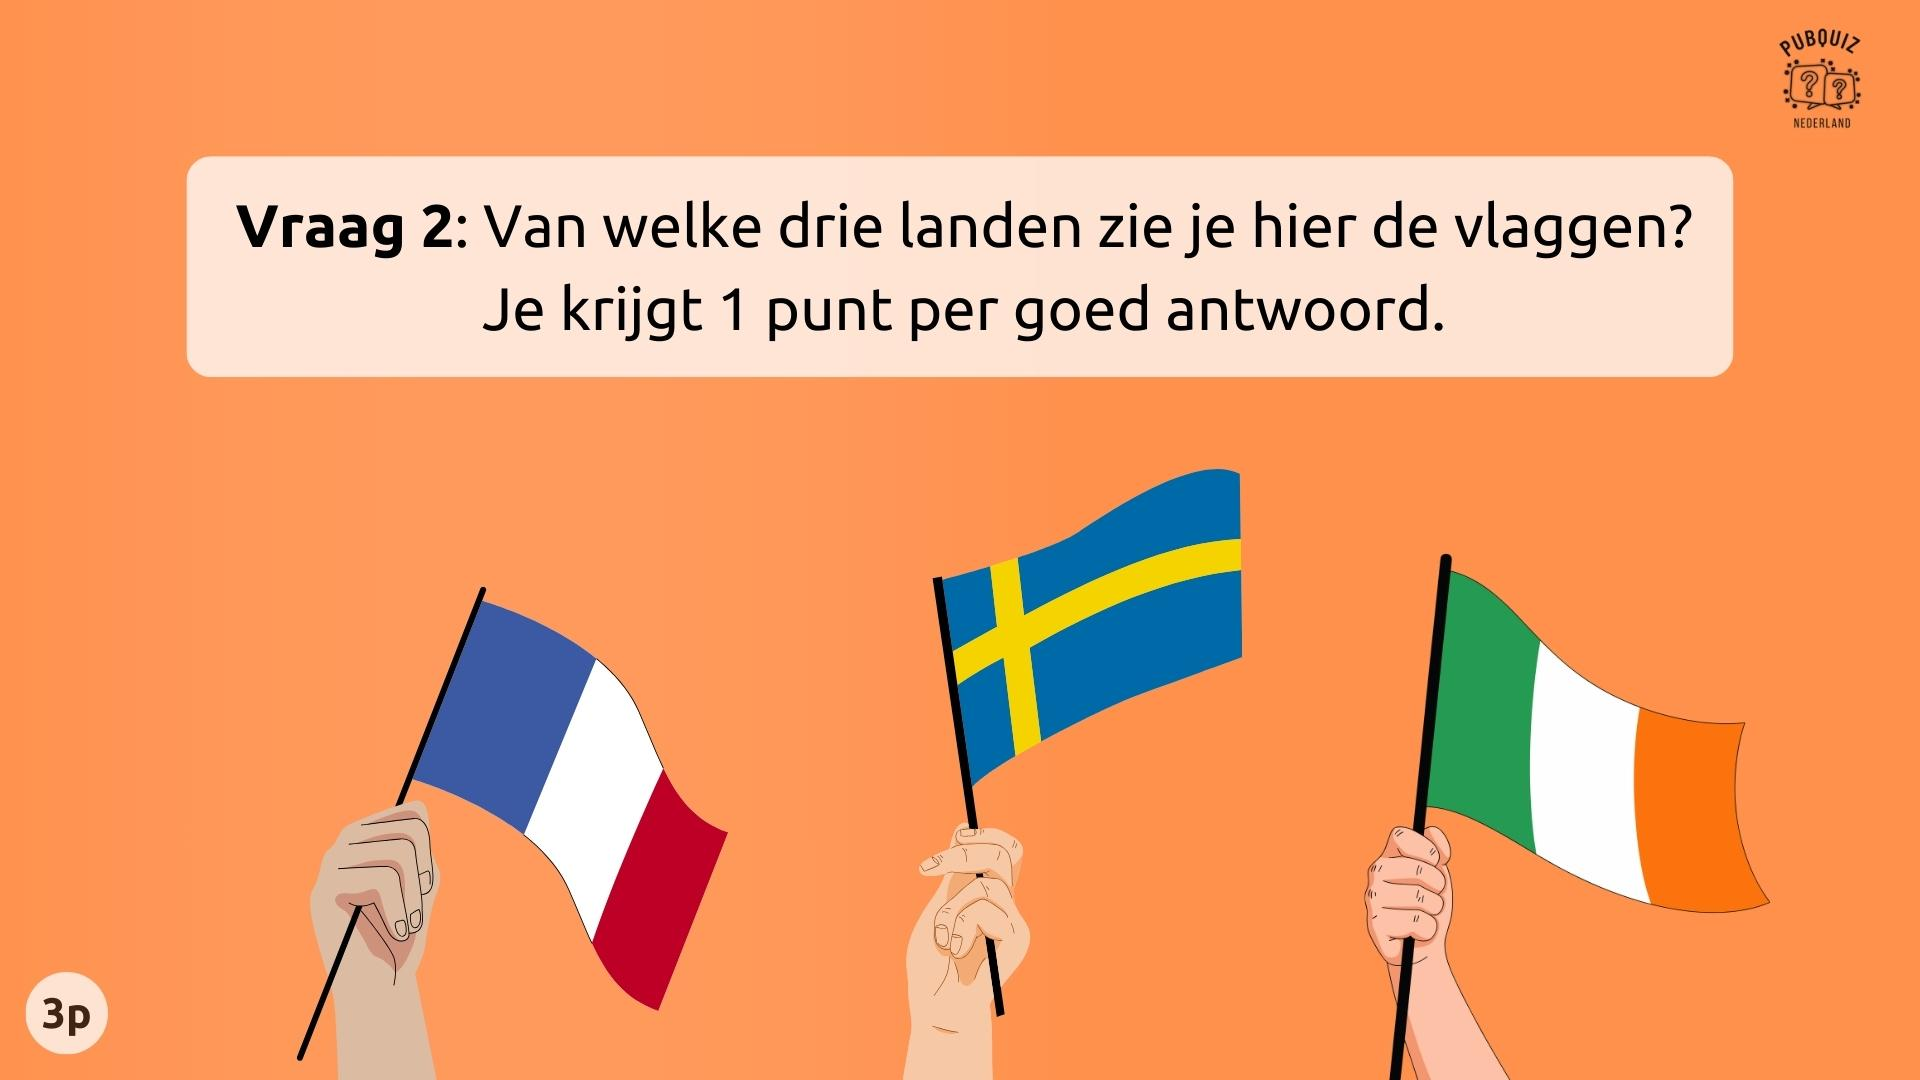 PUBQUIZ
? ?
NEDERLAND
Vraag 2: Van welke drie landen zie je hier de vlaggen?
Je krijgt 1 punt per goed antwoord.
3p